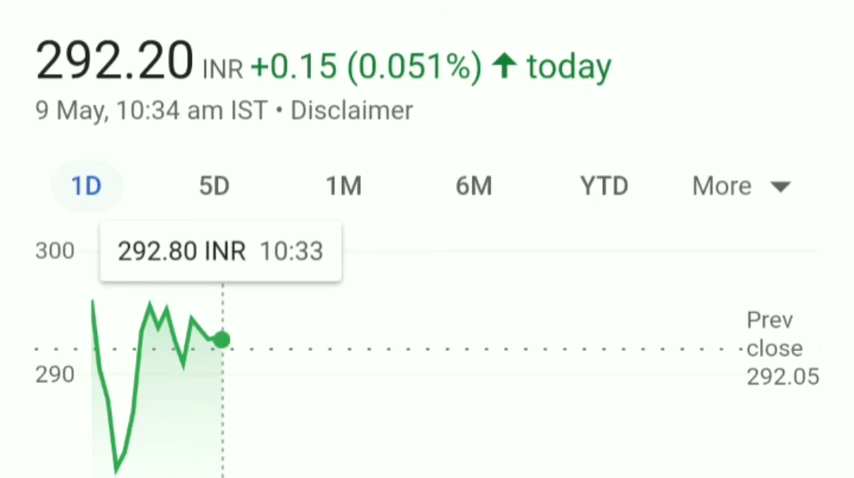 292.20 INR +0.15 (0.051%) ↑ today
9 May, 10:34 am IST • Disclaimer
1D 5D 1M 6M YTD More
300
292.80 INR 10:33
Prev
close
292.05
290